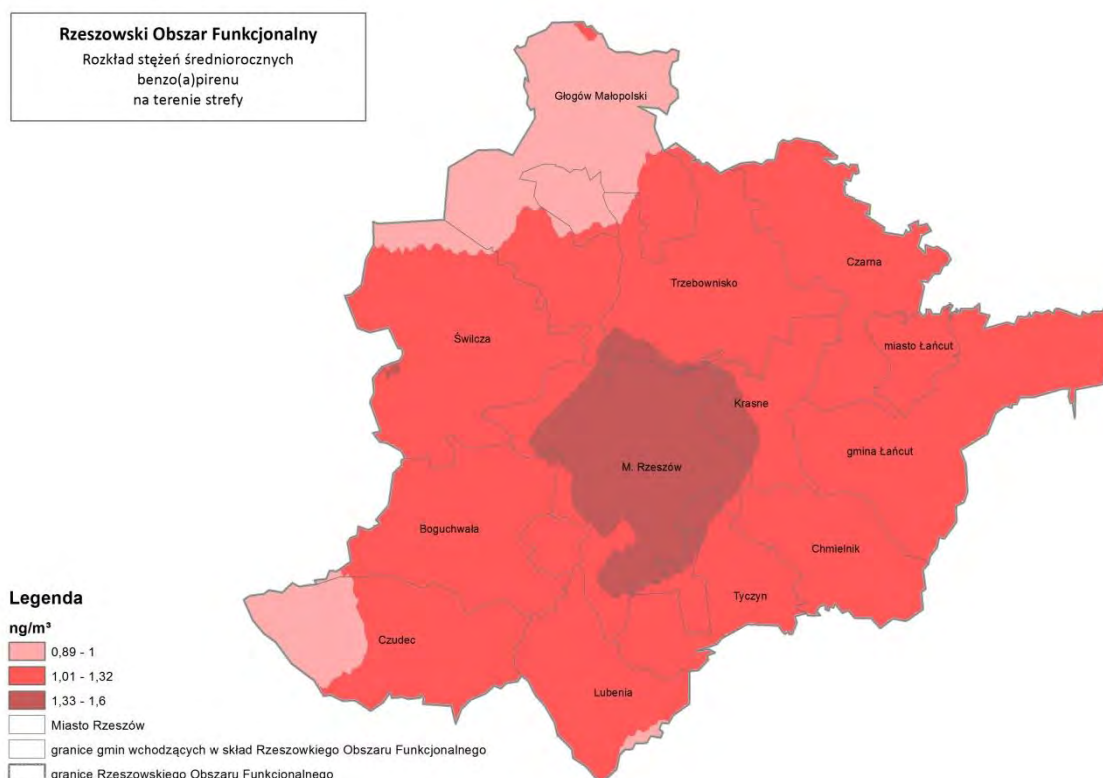 Rzeszowski Obszar Funkcjonalny
Rozkład stężeń średniorocznych
benzo(a)pirenu
na terenie strefy
Głogów Małopolski
Trzebownisko
Czarna
Świlcza
miasto Łańcut
Krasne
gmina Łańcut
M. Rzeszów
Boguchwała
Chmielnik
Tyczyn
Czudec
Lubenia
Legenda
ng/m³
0,89 - 1
1,01 - 1,32
1,33 - 1,6
Miasto Rzeszów
granice gmin wchodzących w skład Rzeszowkiego Obszaru Funkcjonalnego
granice Rzeszowskiego Obszaru Funkcjonalnego